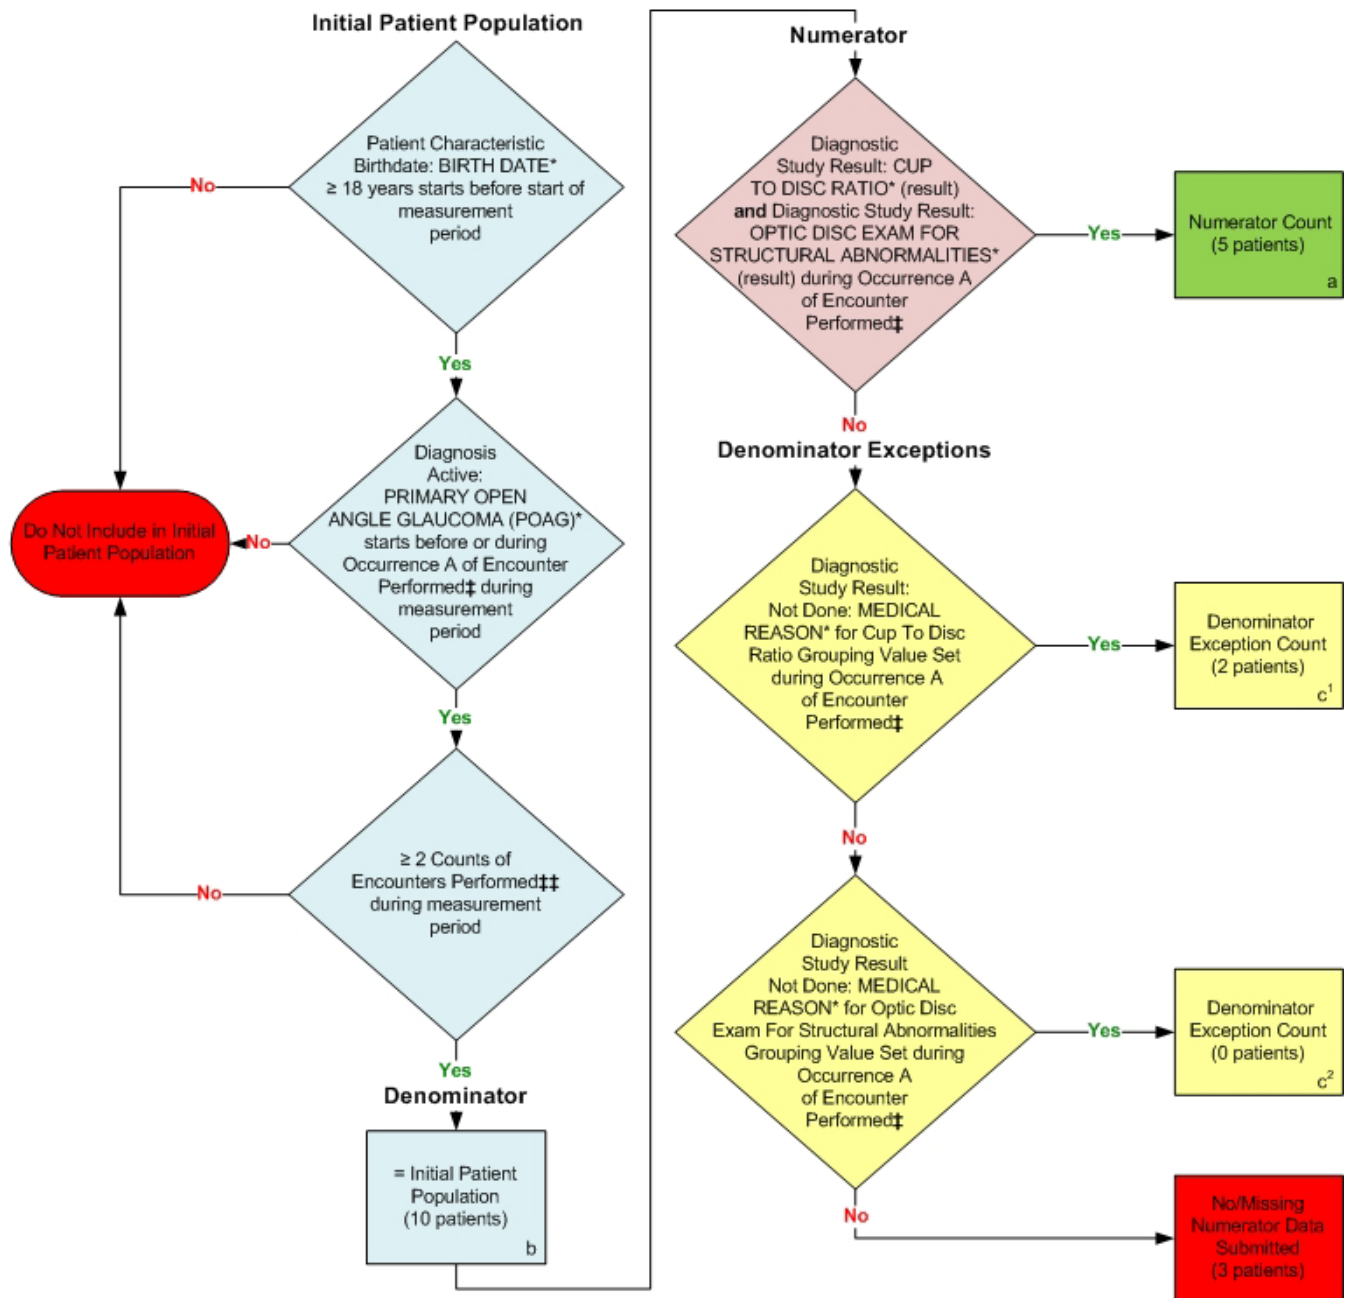 Initial Patient Population
Patient Characteristic
Birthdate: BIRTH DATE*
≥ 18 years starts before start of
measurement
period
No
Yes
Diagnosis
Active:
PRIMARY OPEN
ANGLE GLAUCOMA (POAG)*
starts before or during
Occurrence A of Encounter
Performed‡ during
measurement
period
No
Do Not Include in Initial
Patient Population
Yes
≥ 2 Counts of
Encounters Performed‡‡
during measurement
period
No
Yes
Denominator
= Initial Patient
Population
(10 patients)
b
Numerator
Diagnostic
Study Result: CUP
TO DISC RATIO* (result)
and Diagnostic Study Result:
OPTIC DISC EXAM FOR
STRUCTURAL ABNORMALITIES*
(result) during Occurrence A
of Encounter
Performed‡
Yes
Numerator Count
(5 patients)
a
No
Denominator Exceptions
Diagnostic
Study Result:
Not Done: MEDICAL
REASON* for Cup To Disc
Ratio Grouping Value Set
during Occurrence A
of Encounter
Performed‡
Yes
Denominator
Exception Count
(2 patients)
c¹
No
Diagnostic
Study Result
Not Done: MEDICAL
REASON* for Optic Disc
Exam For Structural Abnormalities
Grouping Value Set during
Occurrence A
of Encounter
Performed‡
Yes
Denominator
Exception Count
(0 patients)
c²
No
No/Missing
Numerator Data
Submitted
(3 patients)